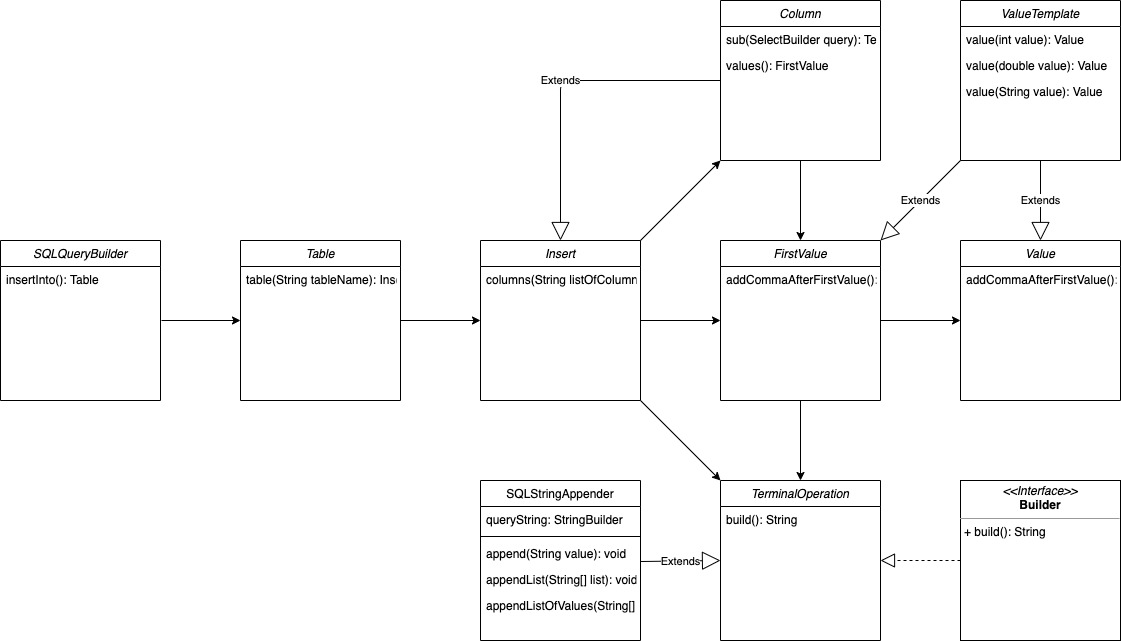 Column
sub(SelectBuilder query): Te
values(): FirstValue
ValueTemplate
value(int value): Value
value(double value): Value
value(String value): Value
Extends
Extends
Extends
SQLQueryBuilder
insertInto(): Table
Table
table(String tableName): Ins
Insert
columns(String listOfColumn
FirstValue
addCommaAfterFirstValue():
Value
addCommaAfterFirstValue():
SQLStringAppender
queryString: StringBuilder
append(String value): void
appendList(String[] list): void
appendListOfValues(String[]
Extends
TerminalOperation
build(): String
<<Interface>>
Builder
+ build(): String